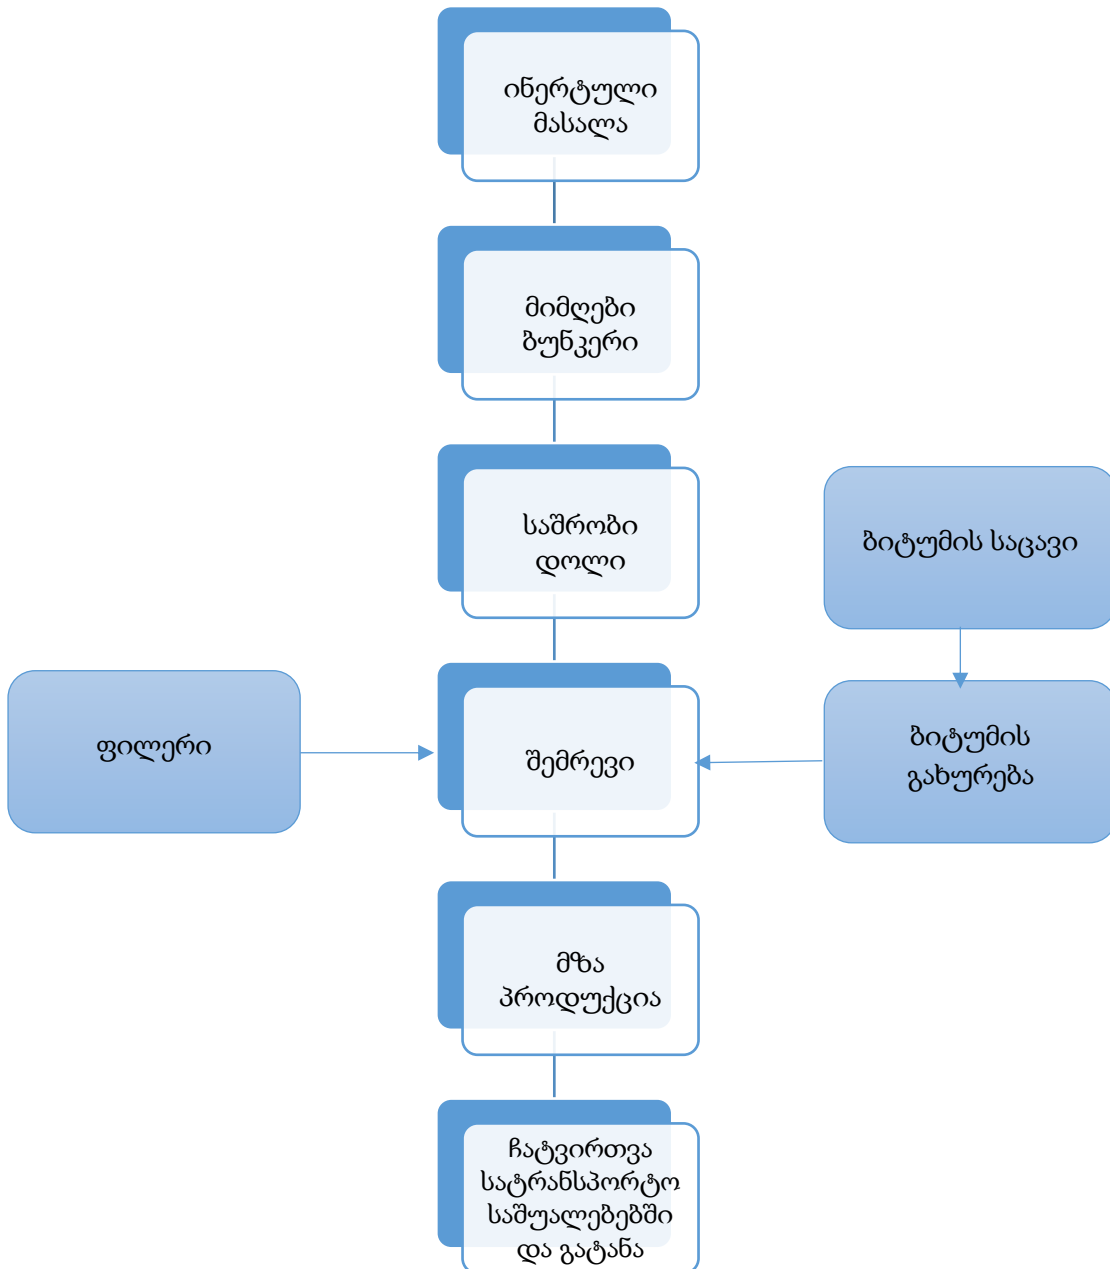 ინერტული
მასალა
მიმღები
ბუნკერი
საშრობი
დოლი
ბიტუმის საცავი
ფილერი
შემრევი
ბიტუმის
გახურება
მზა
პროდუქცია
ჩატვირთვა
სატრანსპორტო
საშუალებებში
და გატანა